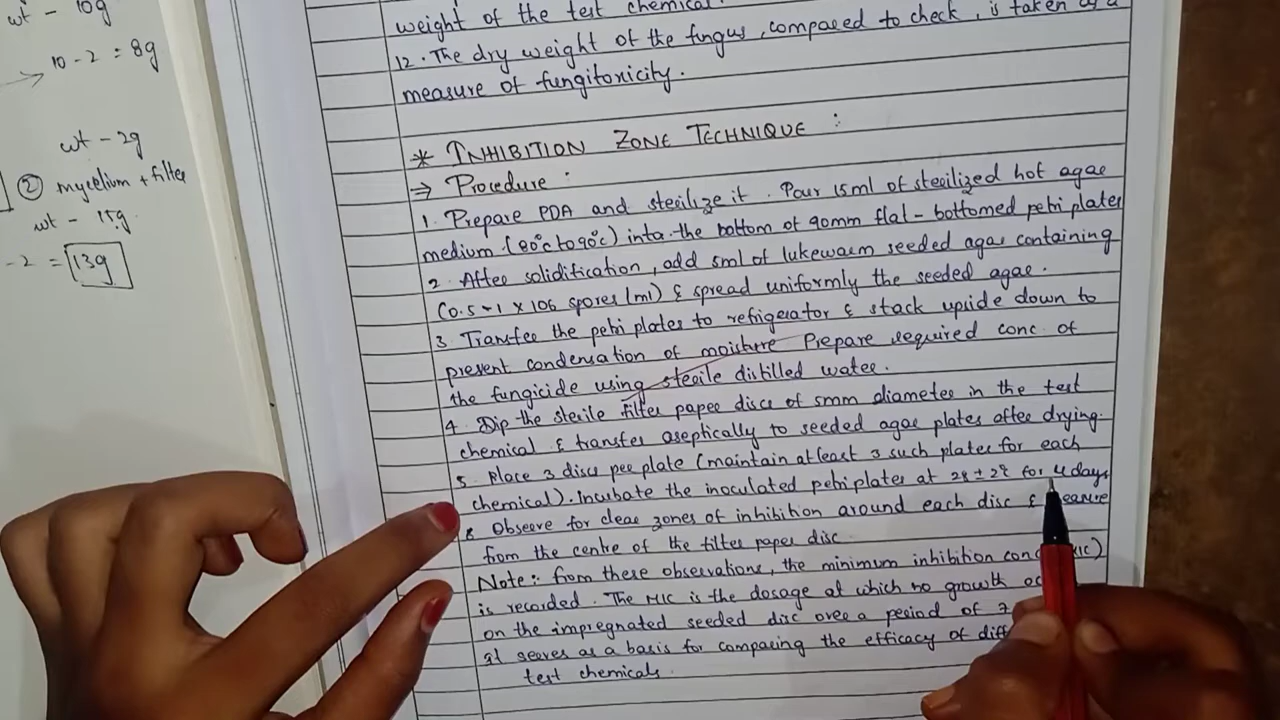 wt - 10g
10 - 2 = 8g
wt - 2g
② mycelium + filter
wt - 15g
- 2 = 13g
weight of the test chemical.
12. The dry weight of the fungus, compared to check, is taken as a
measure of fungitoxicity.
* INHIBITION ZONE TECHNIQUE :
⇒ Procedure :
1. Prepare PDA and sterilize it. Pour 15ml of sterilized hot agar
medium (80°c to 90°c) into the bottom of 90mm flat-bottomed petriplates
2. After solidification, add 5ml of lukewarm seeded agar containing
(0.5-1 x 106 spores/ml) & spread uniformly the seeded agar.
3. Transfer the petri plates to refrigerator & stack upside down to
present condensation of moisture Prepare required conc. of
the fungicide using sterile distilled water.
4. Dip the sterile filter paper discs of 5mm diameter in the test
chemical & transfer aseptically to seeded agar plates after drying.
5. Place 3 discs per plate (maintain atleast 3 such plates for each
chemical). Incubate the inoculated petriplates at 28 ± 2° for 4 days
6 Observe for clear zones of inhibition around each disc &
from the centre of the filter paper disc
Note:- from these observations, the minimum inhibition conc
is recorded. The MIC is the dosage at which no growth
on the impregnated seeded disc over a period of 7
It serves as a basis for comparing the efficacy of
test chemicals.